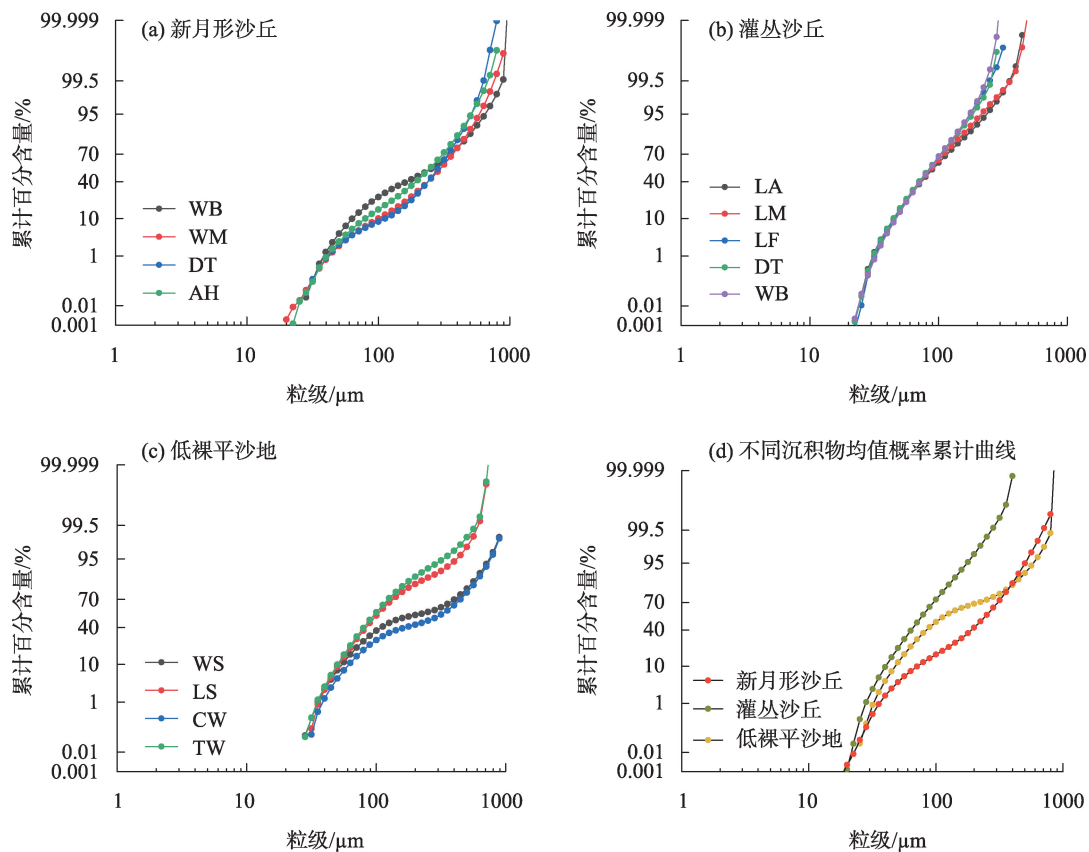 (a) 新月形沙丘
累计百分含量/%
99.999
99.5
95
70
40
10
1
0.01
0.001
WB
WM
DT
AH
1
10
100
1000
粒级/μm
(b) 灌丛沙丘
累计百分含量/%
99.999
99.5
95
70
40
10
1
0.01
0.001
LA
LM
LF
DT
WB
1
10
100
1000
粒级/μm
(c) 低裸平沙地
累计百分含量/%
99.999
99.5
95
70
40
10
1
0.01
0.001
WS
LS
CW
TW
1
10
100
1000
粒级/μm
(d) 不同沉积物均值概率累计曲线
累计百分含量/%
99.999
99.5
95
70
40
10
1
0.01
0.001
新月形沙丘
灌丛沙丘
低裸平沙地
1
10
100
1000
粒级/μm